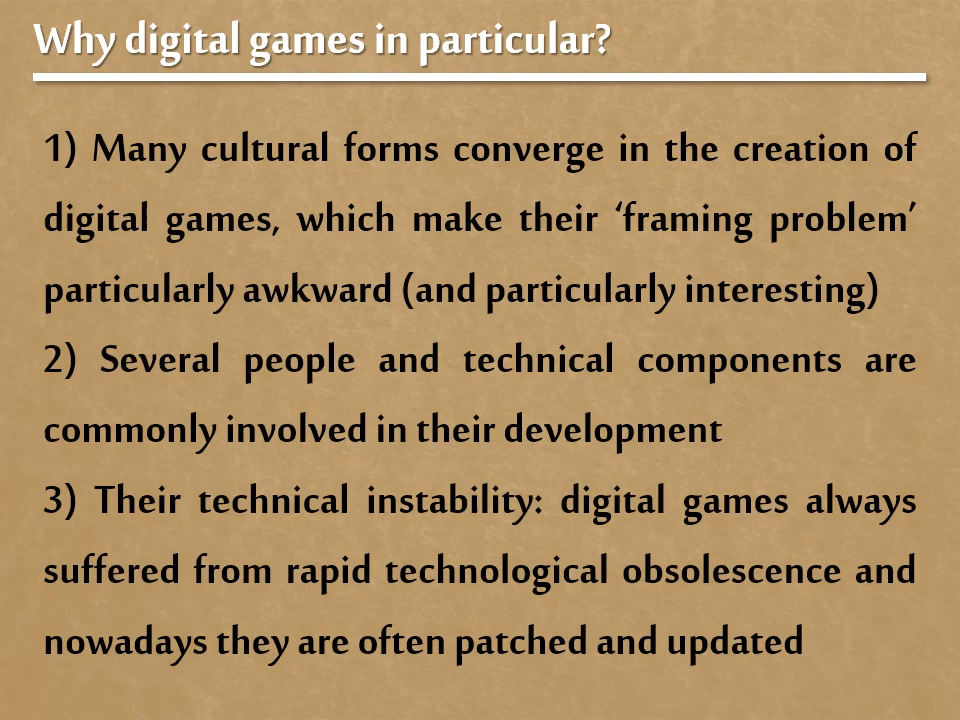 Why digital games in particular?
1) Many cultural forms converge in the creation of
digital games, which make their ‘framing problem’
particularly awkward (and particularly interesting)
2) Several people and technical components are
commonly involved in their development
3) Their technical instability: digital games always
suffered from rapid technological obsolescence and
nowadays they are often patched and updated